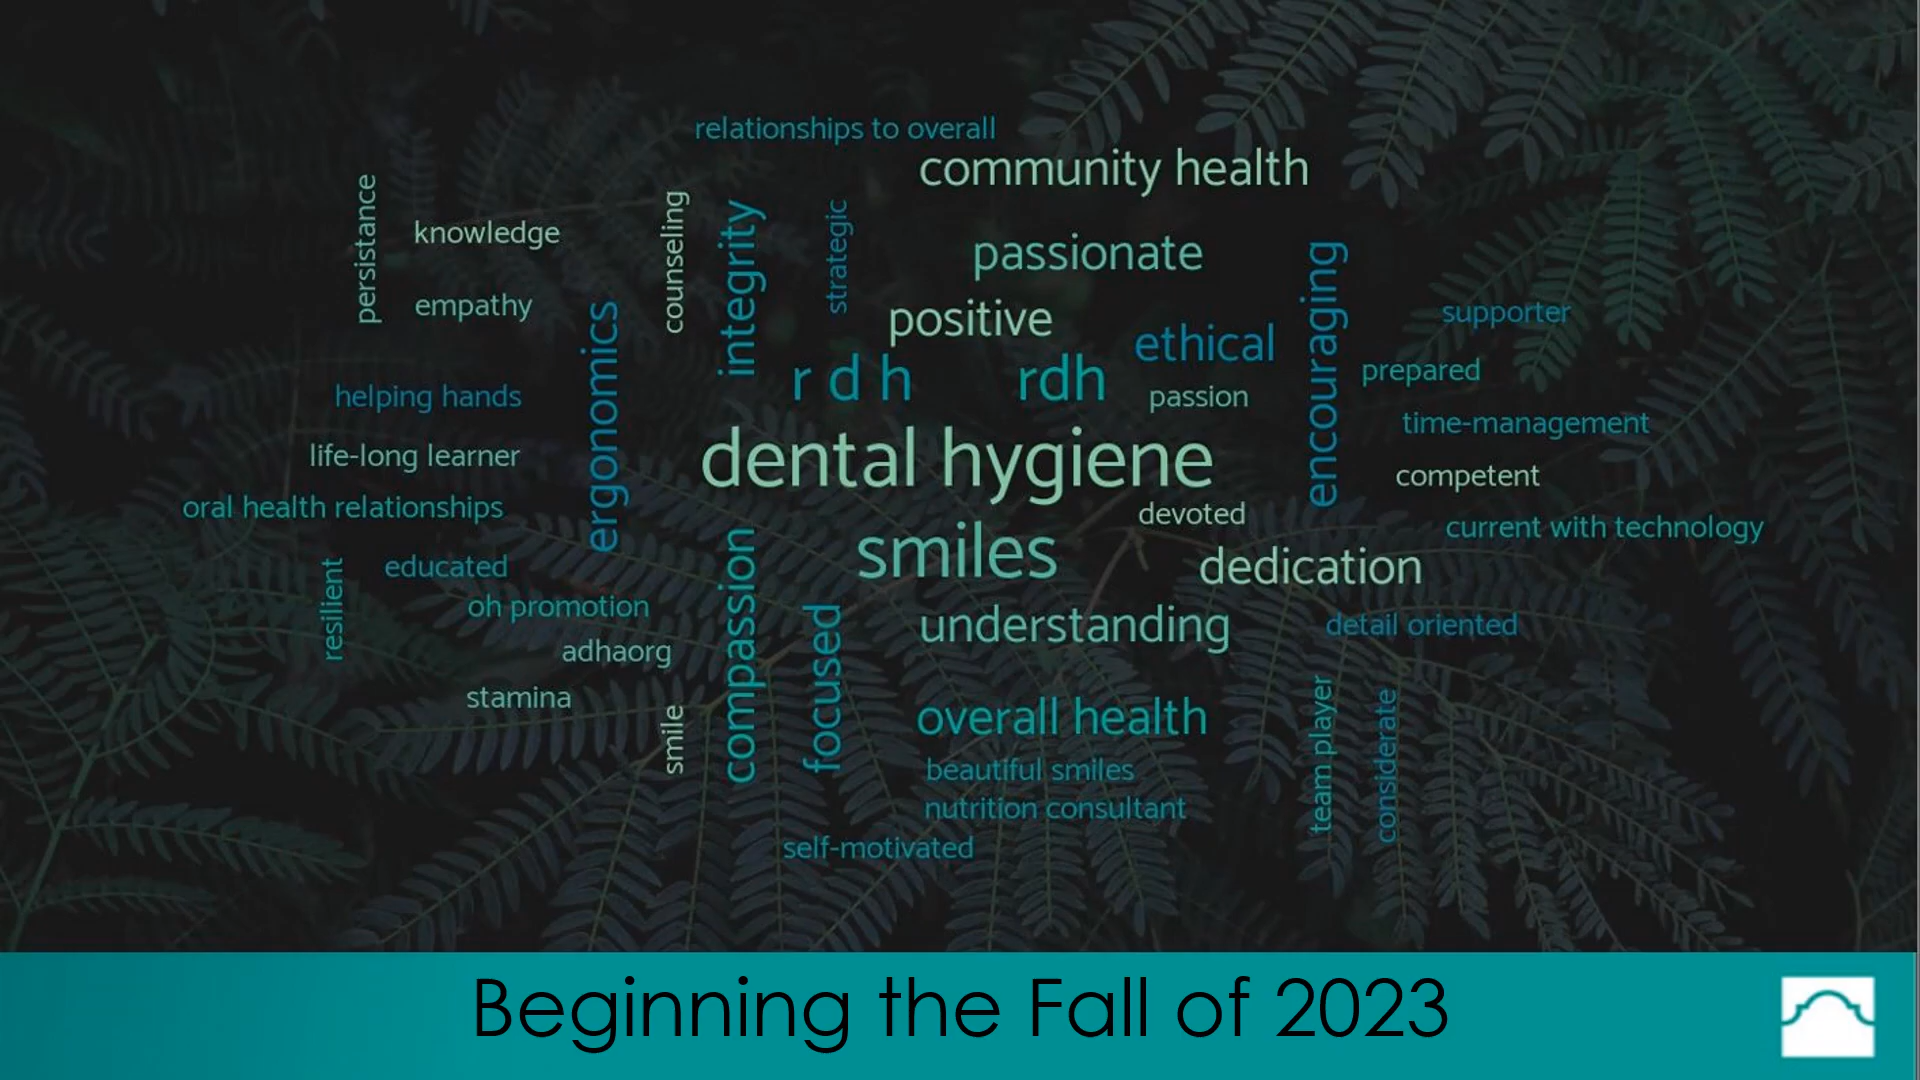 relationships to overall
community health
persistance
knowledge
counseling
integrity
strategic
passionate
encouraging
empathy
ergonomics
positive
ethical
supporter
r d h
rdh
prepared
helping hands
passion
time-management
life-long learner
dental hygiene
competent
oral health relationships
devoted
current with technology
resilient
educated
compassion
smiles
dedication
oh promotion
focused
understanding
detail oriented
adhaorg
stamina
smile
overall health
team player
considerate
beautiful smiles
nutrition consultant
self-motivated
Beginning the Fall of 2023